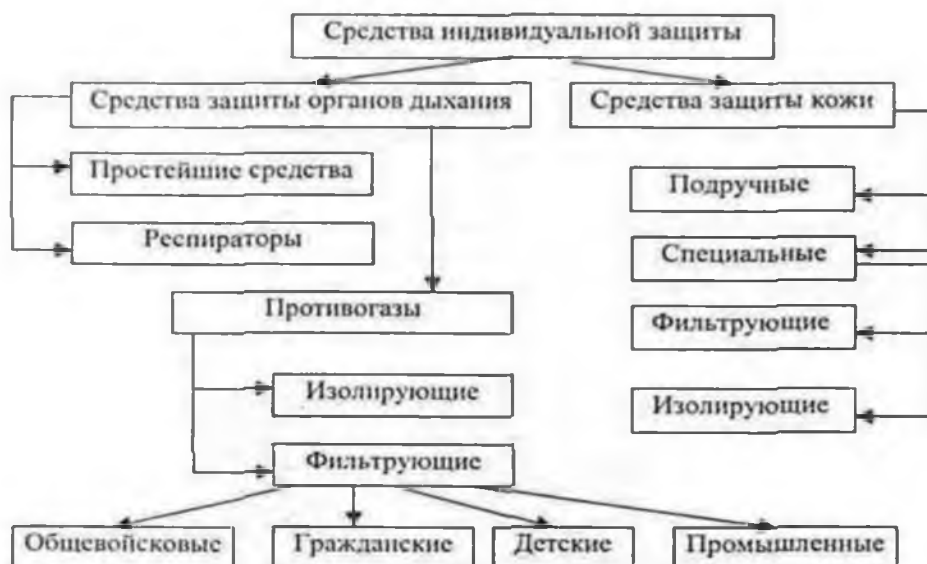 Средства индивидуальной защиты
Средства защиты органов дыхания
Средства защиты кожи
Простейшие средства
Подручные
Респираторы
Специальные
Противогазы
Фильтрующие
Изолирующие
Изолирующие
Фильтрующие
Общевойсковые
Гражданские
Детские
Промышленные